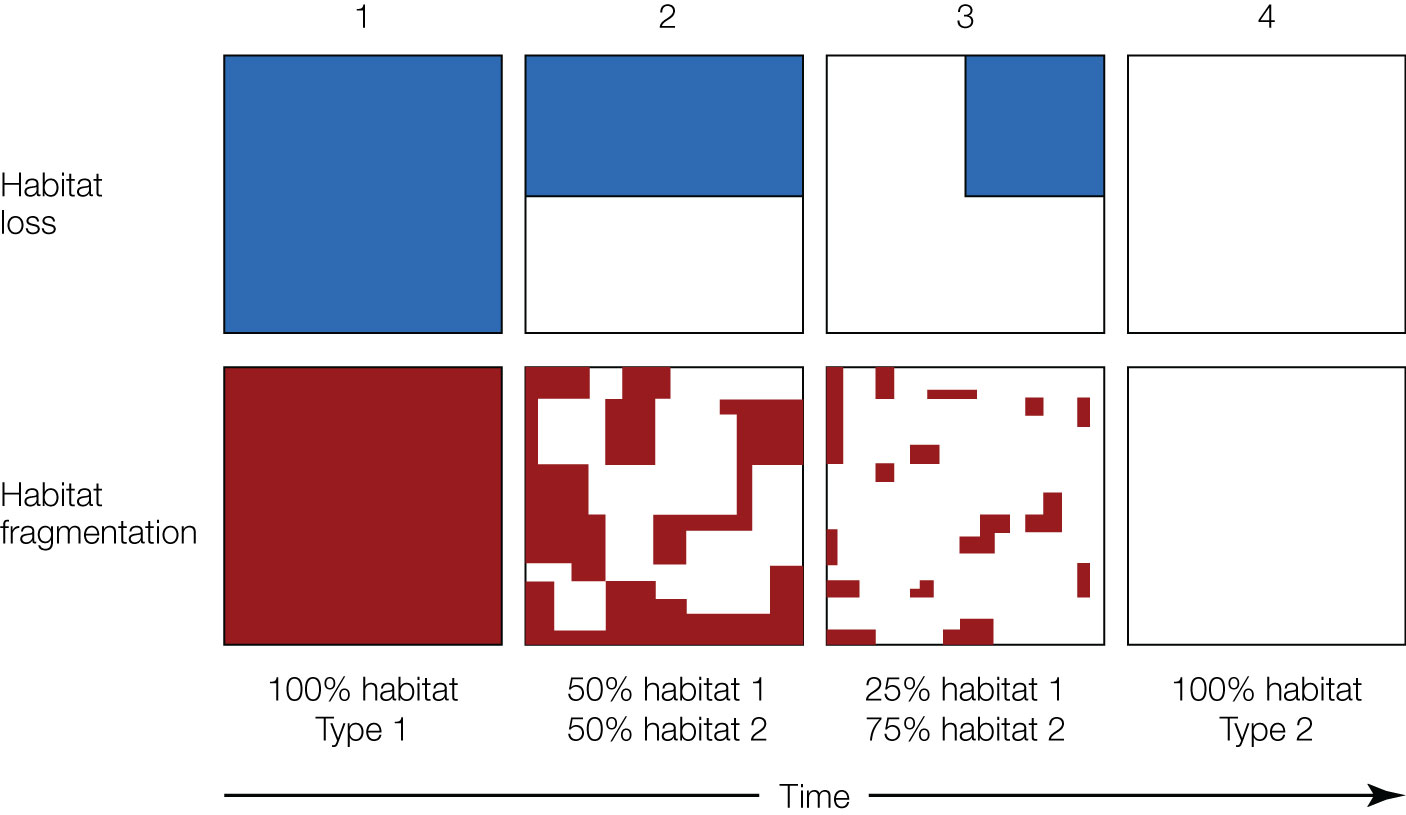 1
2
3
4
Habitat
loss
Habitat
fragmentation
100% habitat
Type 1
50% habitat 1
50% habitat 2
25% habitat 1
75% habitat 2
100% habitat
Type 2
Time